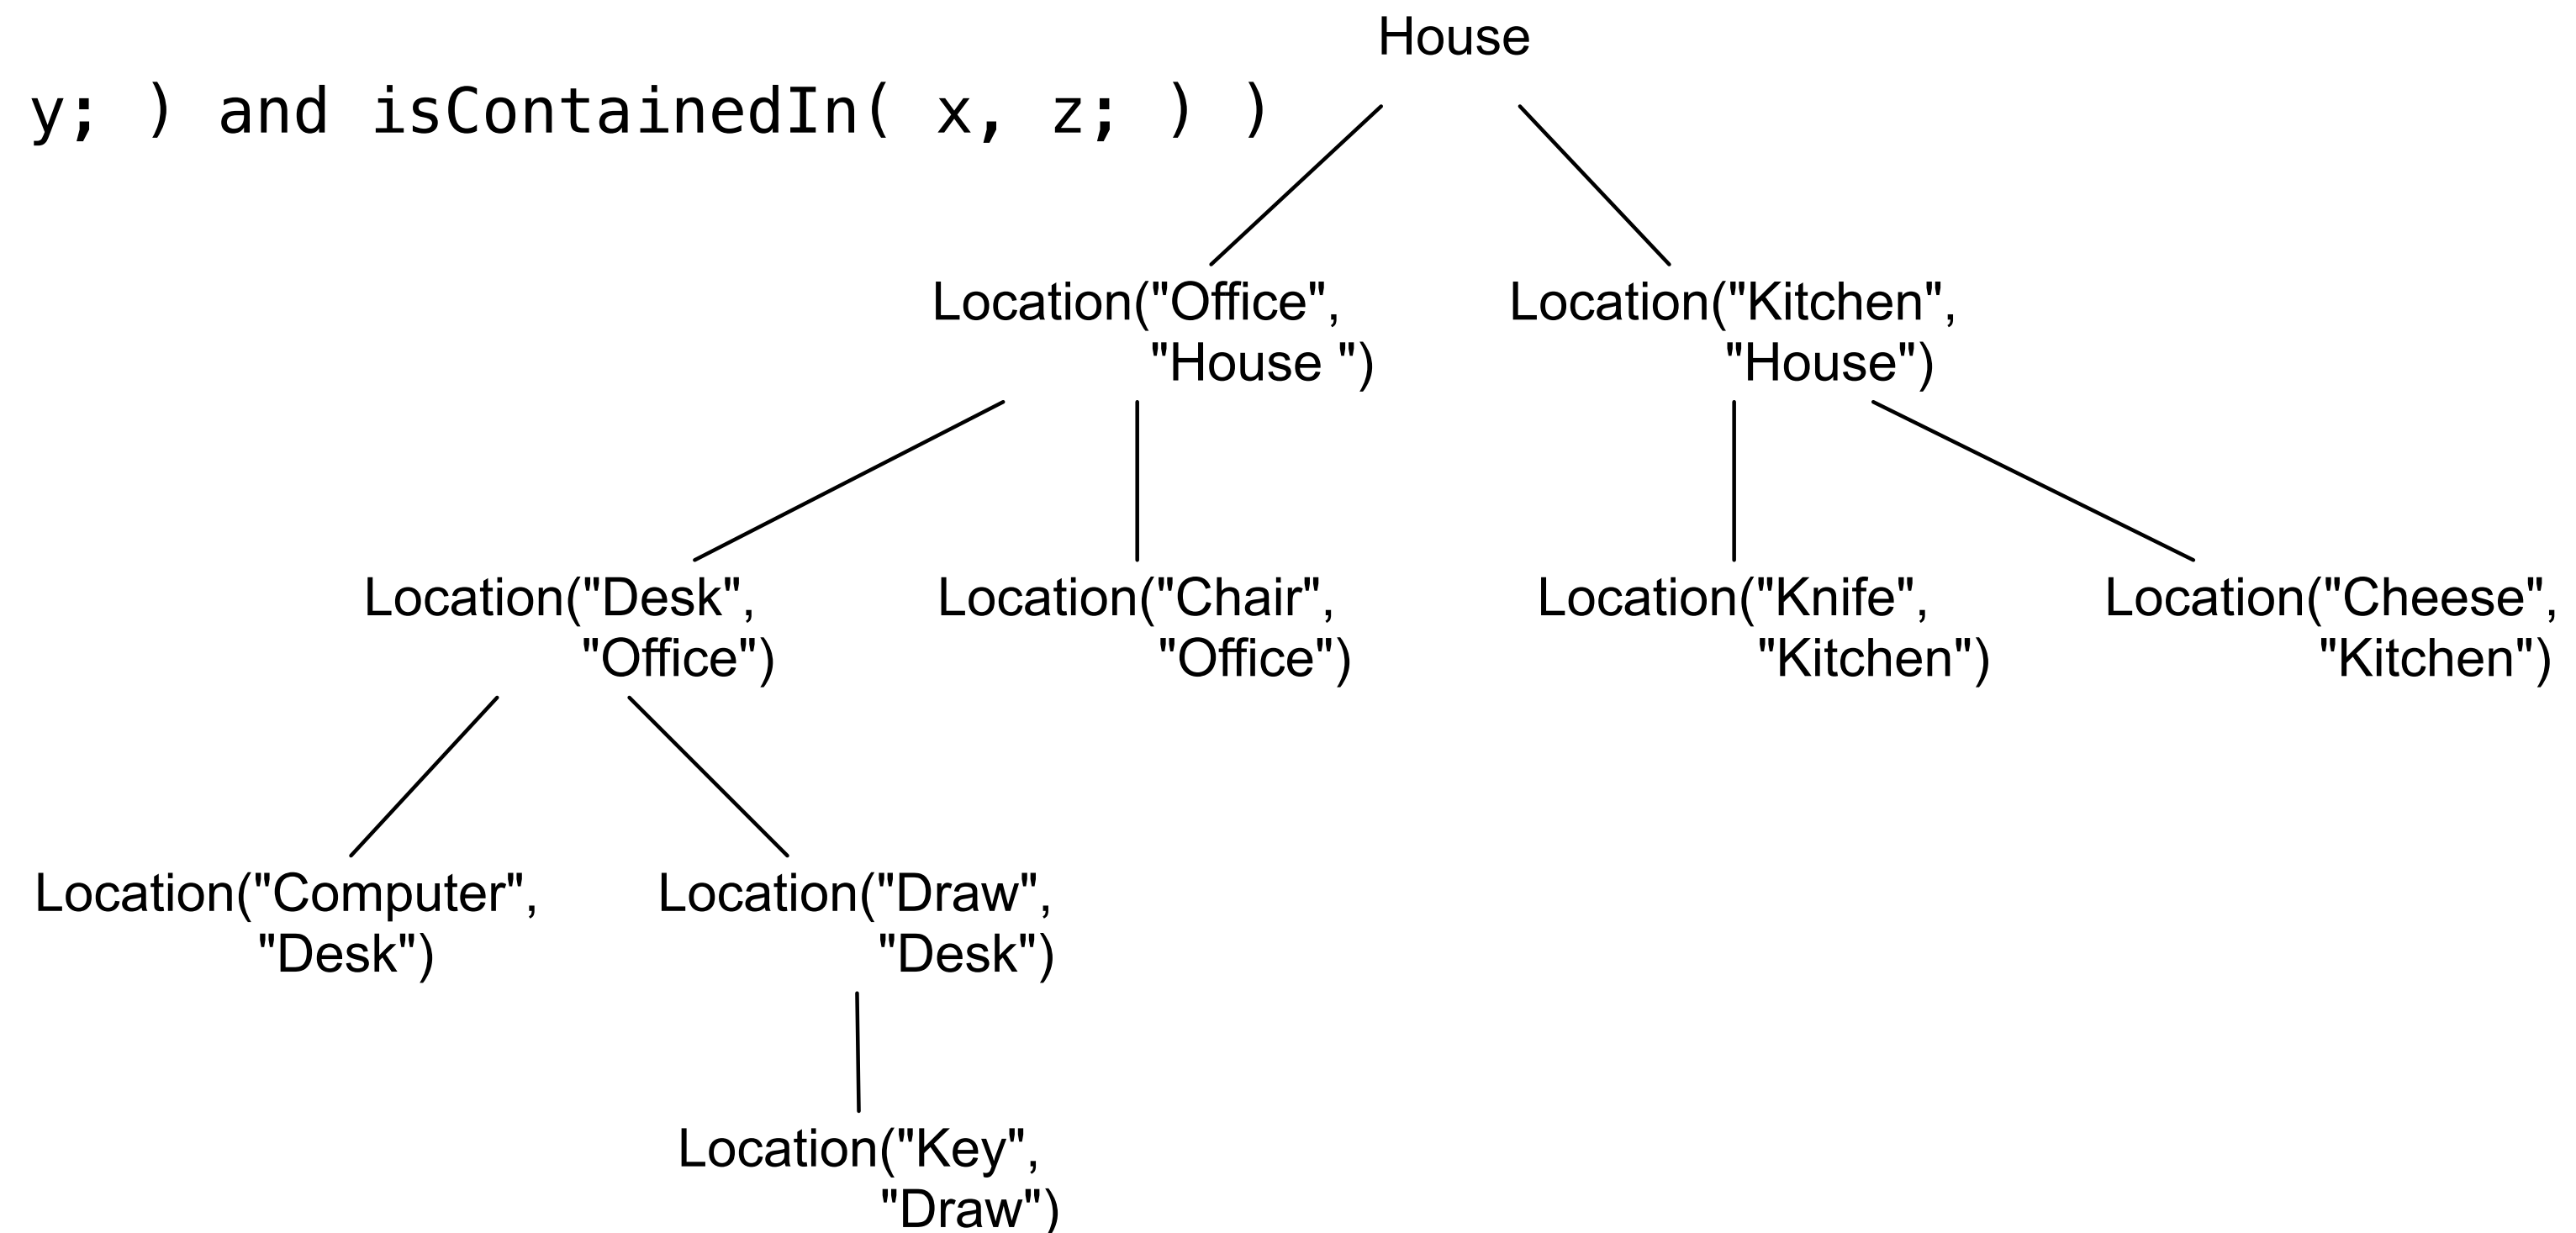 House
y; ) and isContainedIn( x, z; ) )
Location("Office",
"House ")
Location("Kitchen",
"House")
Location("Desk",
"Office")
Location("Chair",
"Office")
Location("Knife",
"Kitchen")
Location("Cheese",
"Kitchen")
Location("Computer",
"Desk")
Location("Draw",
"Desk")
Location("Key",
"Draw")